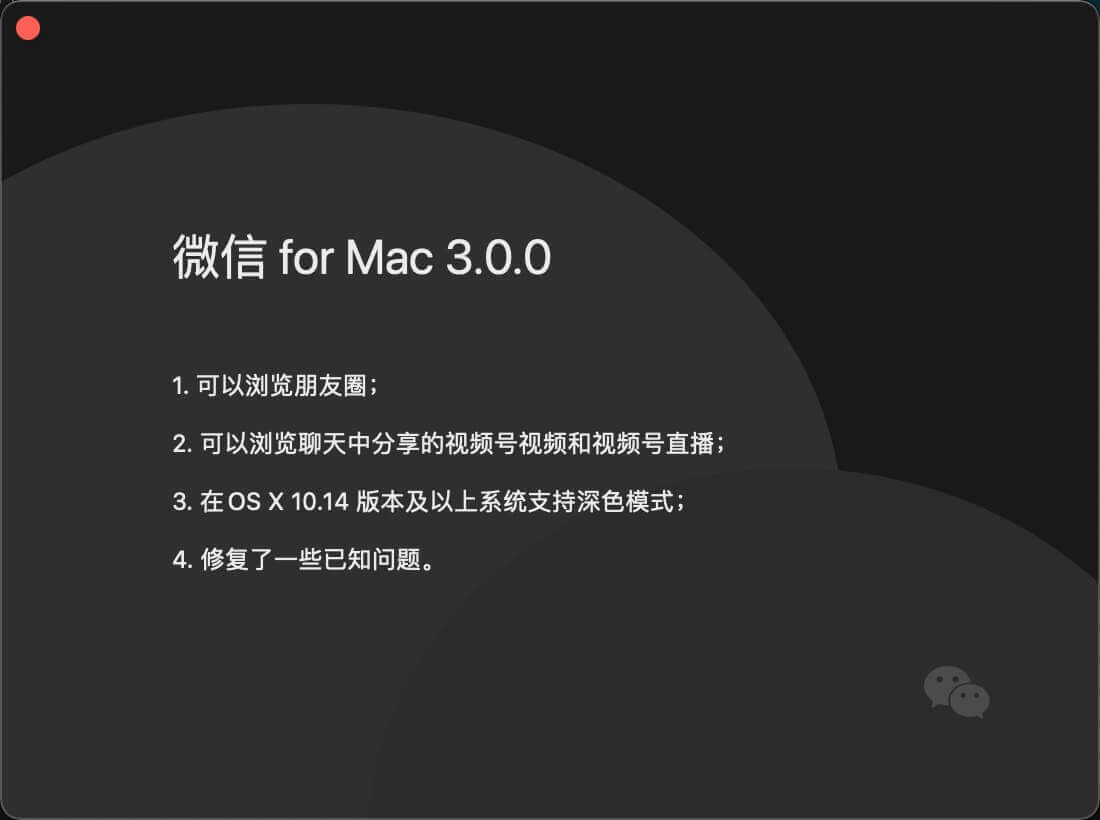 微信 for Mac 3.0.0
1. 可以浏览朋友圈；
2. 可以浏览聊天中分享的视频号视频和视频号直播；
3. 在OS X 10.14 版本及以上系统支持深色模式；
4. 修复了一些已知问题。